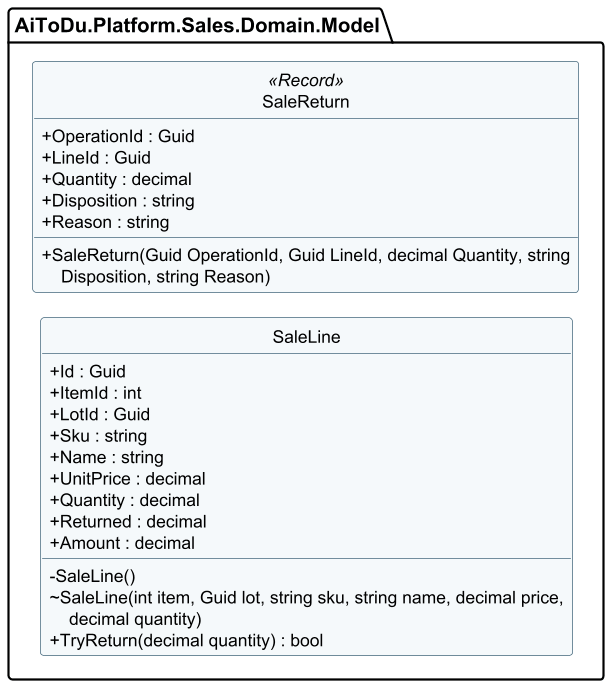 AiToDu.Platform.Sales.Domain.Model
«Record»
SaleReturn
+OperationId : Guid
+LineId : Guid
+Quantity : decimal
+Disposition : string
+Reason : string
+SaleReturn(Guid OperationId, Guid LineId, decimal Quantity, string
Disposition, string Reason)
SaleLine
+Id : Guid
+ItemId : int
+LotId : Guid
+Sku : string
+Name : string
+UnitPrice : decimal
+Quantity : decimal
+Returned : decimal
+Amount : decimal
-SaleLine()
~SaleLine(int item, Guid lot, string sku, string name, decimal price,
decimal quantity)
+TryReturn(decimal quantity) : bool